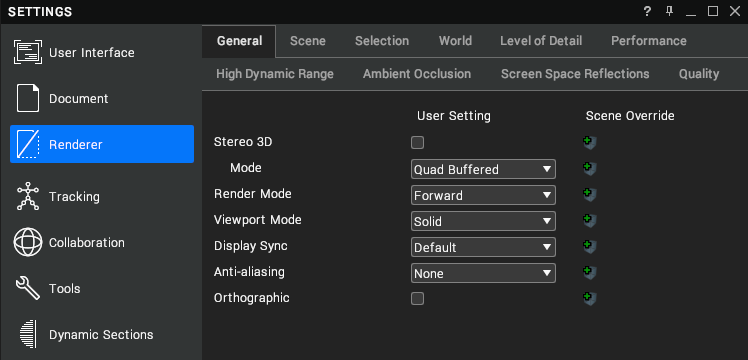 SETTINGS ?
General Scene Selection World Level of Detail Performance
High Dynamic Range Ambient Occlusion Screen Space Reflections Quality
User Interface
Document
Renderer
Tracking
Collaboration
Tools
Dynamic Sections
User Setting Scene Override
Stereo 3D
Mode Quad Buffered
Render Mode Forward
Viewport Mode Solid
Display Sync Default
Anti-aliasing None
Orthographic